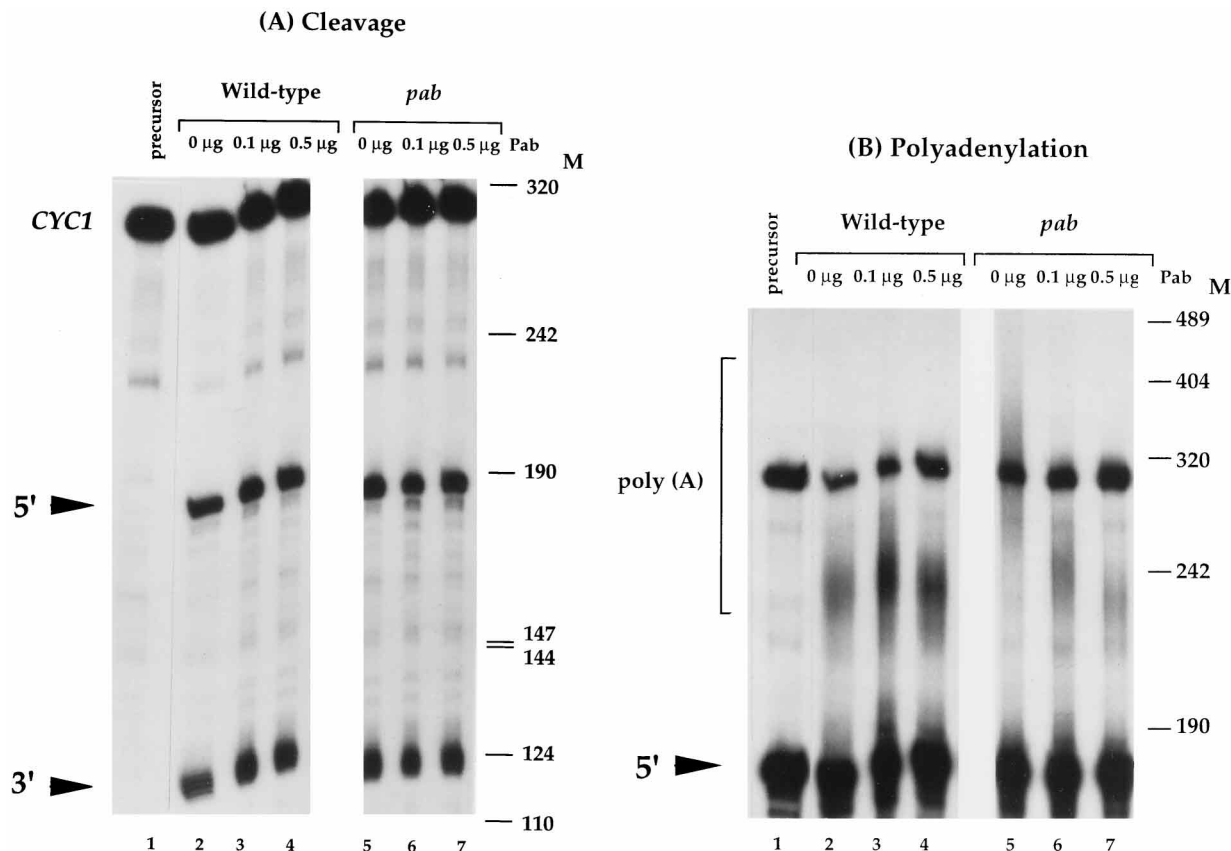 (A) Cleavage
precursor
Wild-type
pab
0 µg 0.1 µg 0.5 µg
0 µg 0.1 µg 0.5 µg Pab
M
CYC1
320
242
190
5'
147
144
124
3'
110
1 2 3 4 5 6 7
(B) Polyadenylation
precursor
Wild-type
pab
0 µg 0.1 µg 0.5 µg
0 µg 0.1 µg 0.5 µg Pab
M
489
404
320
poly (A)
242
190
5'
1 2 3 4 5 6 7